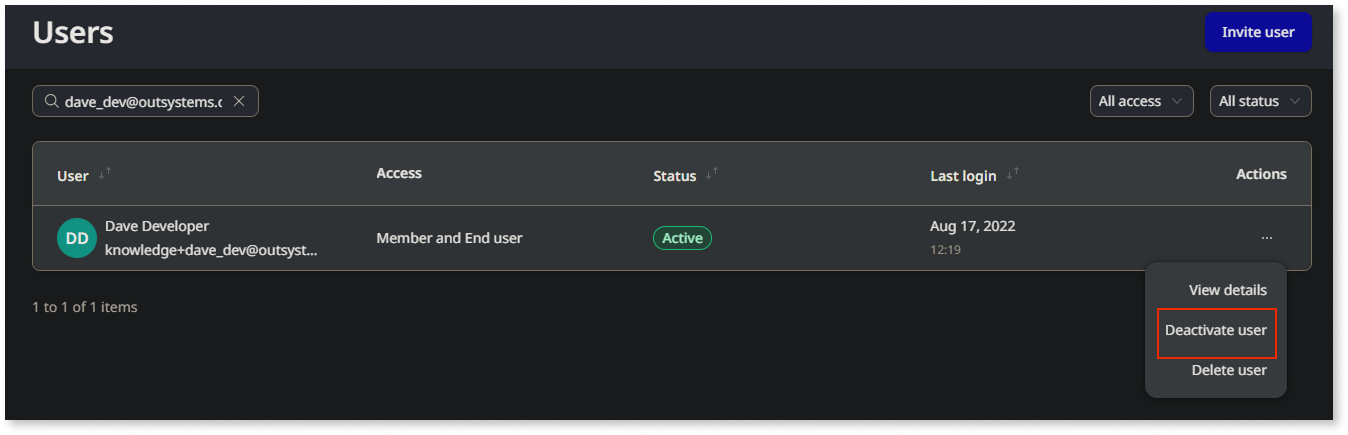 Users
Invite user
dave_dev@outsystems.c
All access
All status
User
Access
Status
Last login
Actions
DD
Dave Developer
knowledge+dave_dev@outsyst...
Member and End user
Active
Aug 17, 2022
12:19
...
View details
Deactivate user
Delete user
1 to 1 of 1 items